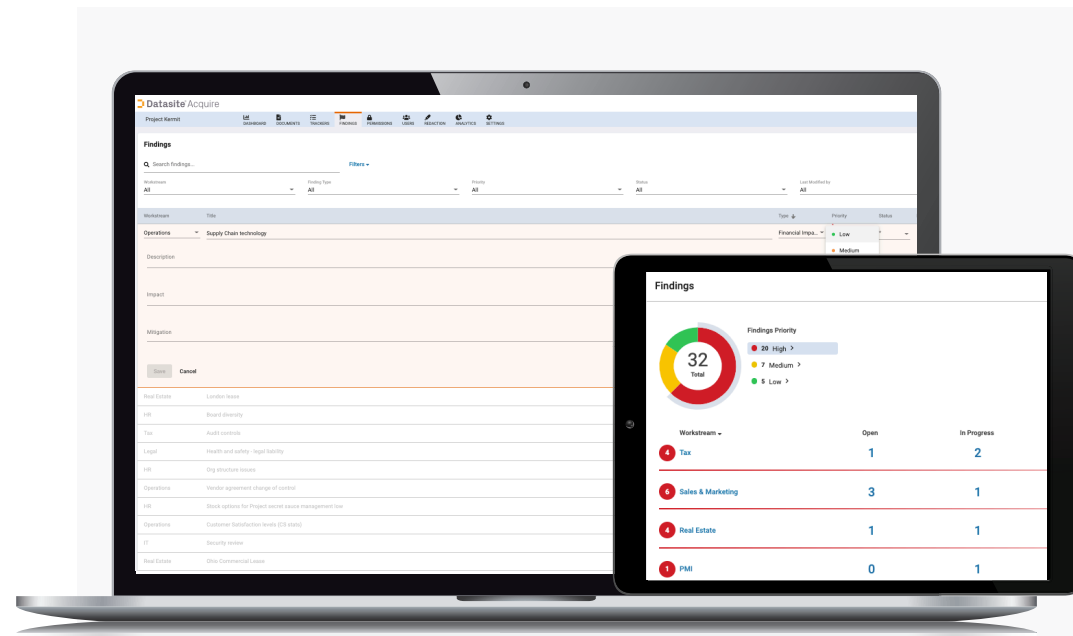 Datasite Acquire
Project Kermit
DASHBOARD DOCUMENTS TRACKERS FINDINGS PERMISSIONS USERS REDACTION ANALYTICS SETTINGS
Findings
Search findings...
Filters
Workstream Finding Type Priority Status Last Modified by
All All All All All
Workstream Title Type Priority Status
Operations Supply Chain technology Financial Impa... Low
Medium
Description
Impact
Mitigation
Save Cancel
Real Estate London lease
HR Board diversity
Tax Audit controls
Legal Health and safety - legal liability
HR Org structure issues
Operations Vendor agreement change of control
HR Stock options for Project secret sauce management low
Operations Customer Satisfaction levels (CS stats)
IT Security review
Real Estate Ohio Commercial Lease
Findings
32
Total
Findings Priority
20 High >
7 Medium >
5 Low >
Workstream Open In Progress
4 Tax 1 2
6 Sales & Marketing 3 1
4 Real Estate 1 1
1 PMI 0 1